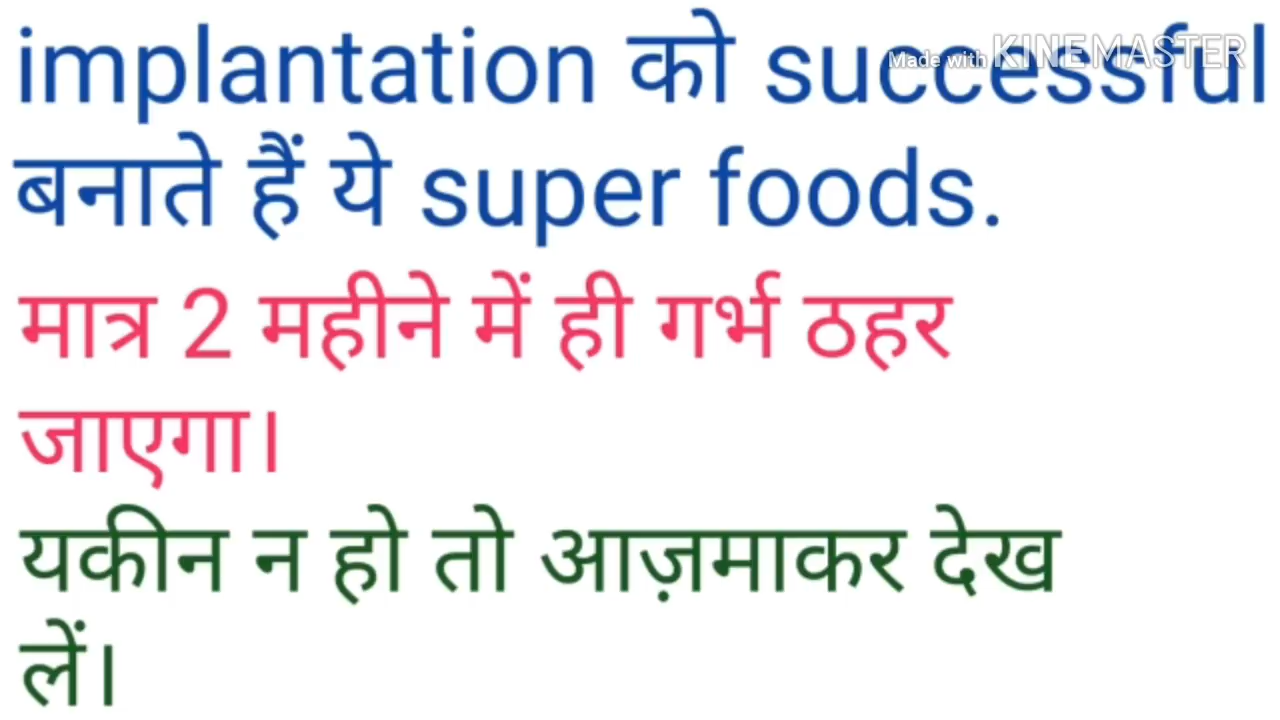 implantation को successful
Made with KINEMASTER
बनाते हैं ये super foods.
मात्र 2 महीने में ही गर्भ ठहर
जाएगा।
यकीन न हो तो आज़माकर देख
लें।